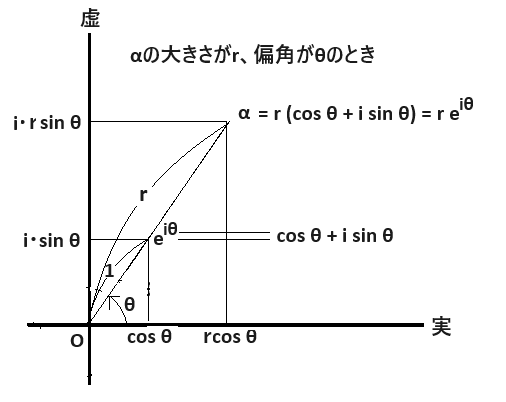 虚
αの大きさがr、偏角がθのとき
i・r sin θ
α = r (cos θ + i sin θ) = r e^iθ
r
i・sin θ
e^iθ
cos θ + i sin θ
1
θ
O
cos θ
rcos θ
実